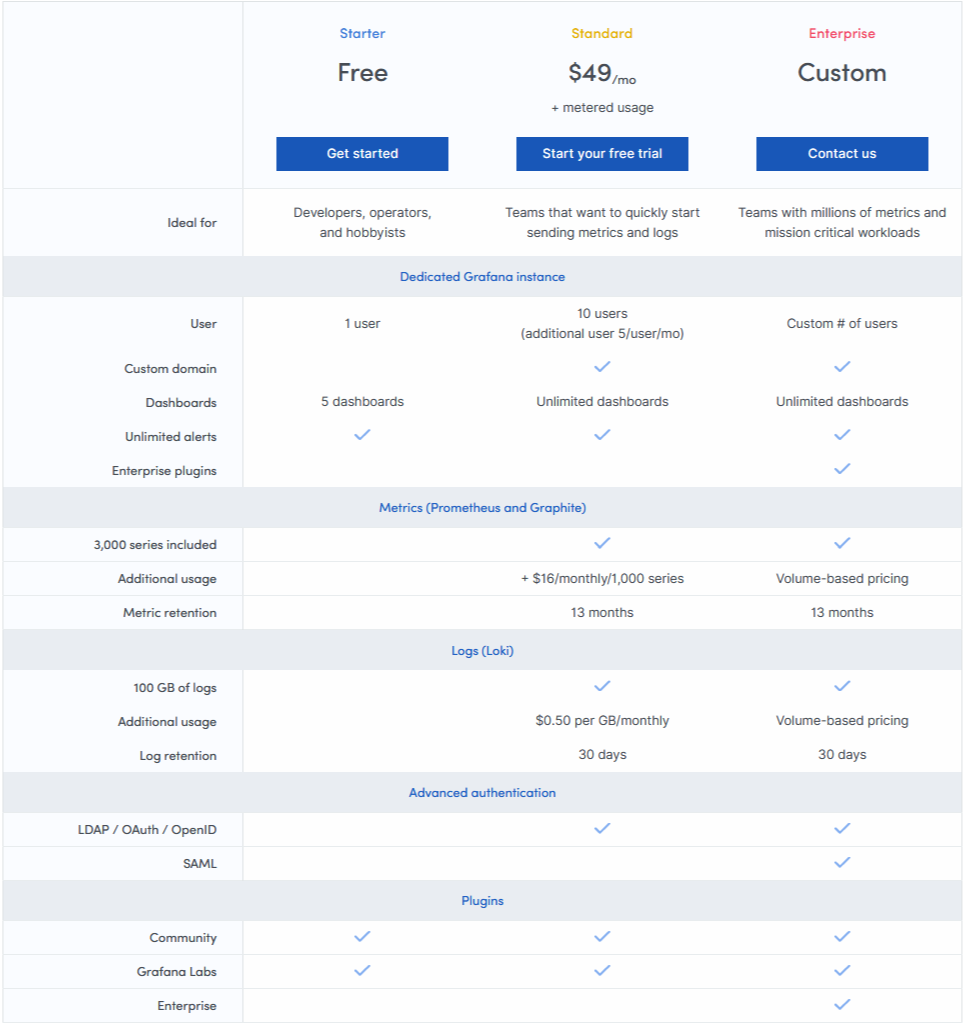 Starter
Standard
Enterprise
Free
$49/mo
Custom
+ metered usage
Get started
Start your free trial
Contact us
Ideal for
Developers, operators,
and hobbyists
Teams that want to quickly start
sending metrics and logs
Teams with millions of metrics and
mission critical workloads
Dedicated Grafana instance
User
1 user
10 users
(additional user 5/user/mo)
Custom # of users
Custom domain
Dashboards
5 dashboards
Unlimited dashboards
Unlimited dashboards
Unlimited alerts
Enterprise plugins
Metrics (Prometheus and Graphite)
3,000 series included
Additional usage
+ $16/monthly/1,000 series
Volume-based pricing
Metric retention
13 months
13 months
Logs (Loki)
100 GB of logs
Additional usage
$0.50 per GB/monthly
Volume-based pricing
Log retention
30 days
30 days
Advanced authentication
LDAP / OAuth / OpenID
SAML
Plugins
Community
Grafana Labs
Enterprise